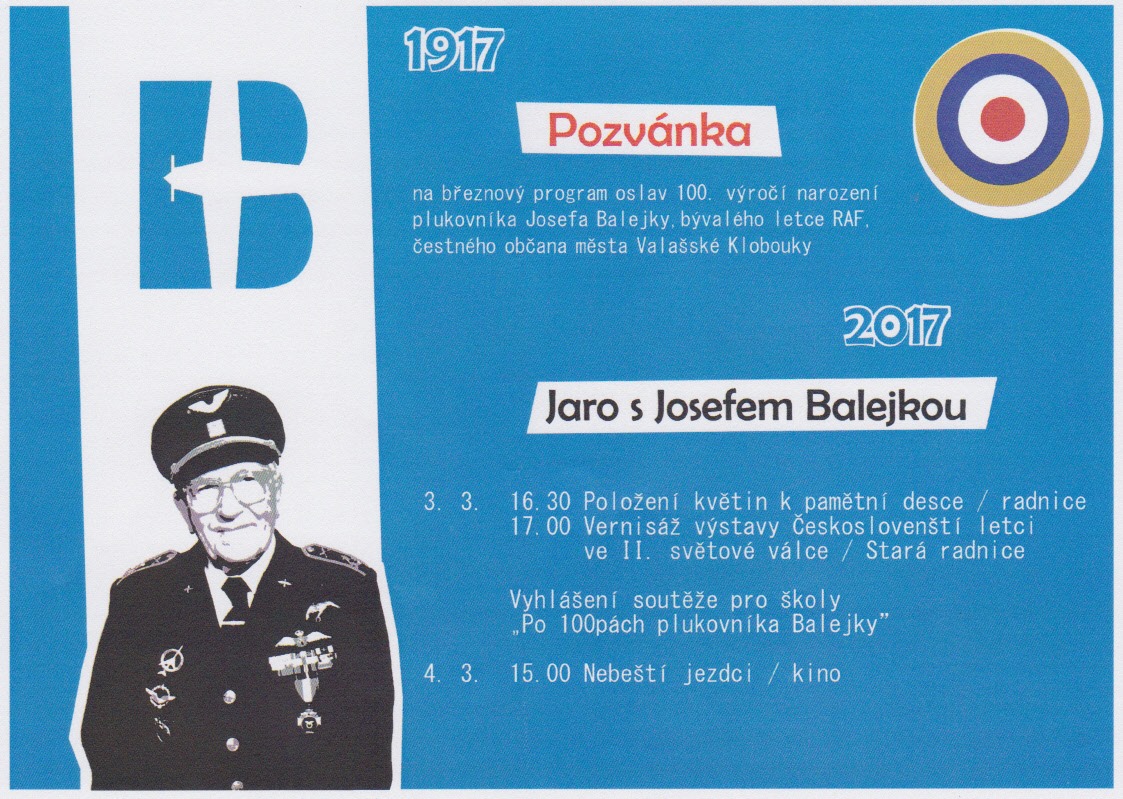 1917
Pozvánka
na březnový program oslav 100. výročí narození
plukovníka Josefa Balejky, bývalého letce RAF,
čestného občana města Valašské Klobouky
2017
Jaro s Josefem Balejkou
3. 3. 16.30 Položení květin k pamětní desce / radnice
17.00 Vernisáž výstavy Českoslovenští letci
ve II. světové válce / Stará radnice
Vyhlášení soutěže pro školy
„Po 100pách plukovníka Balejky”
4. 3. 15.00 Nebeští jezdci / kino
B